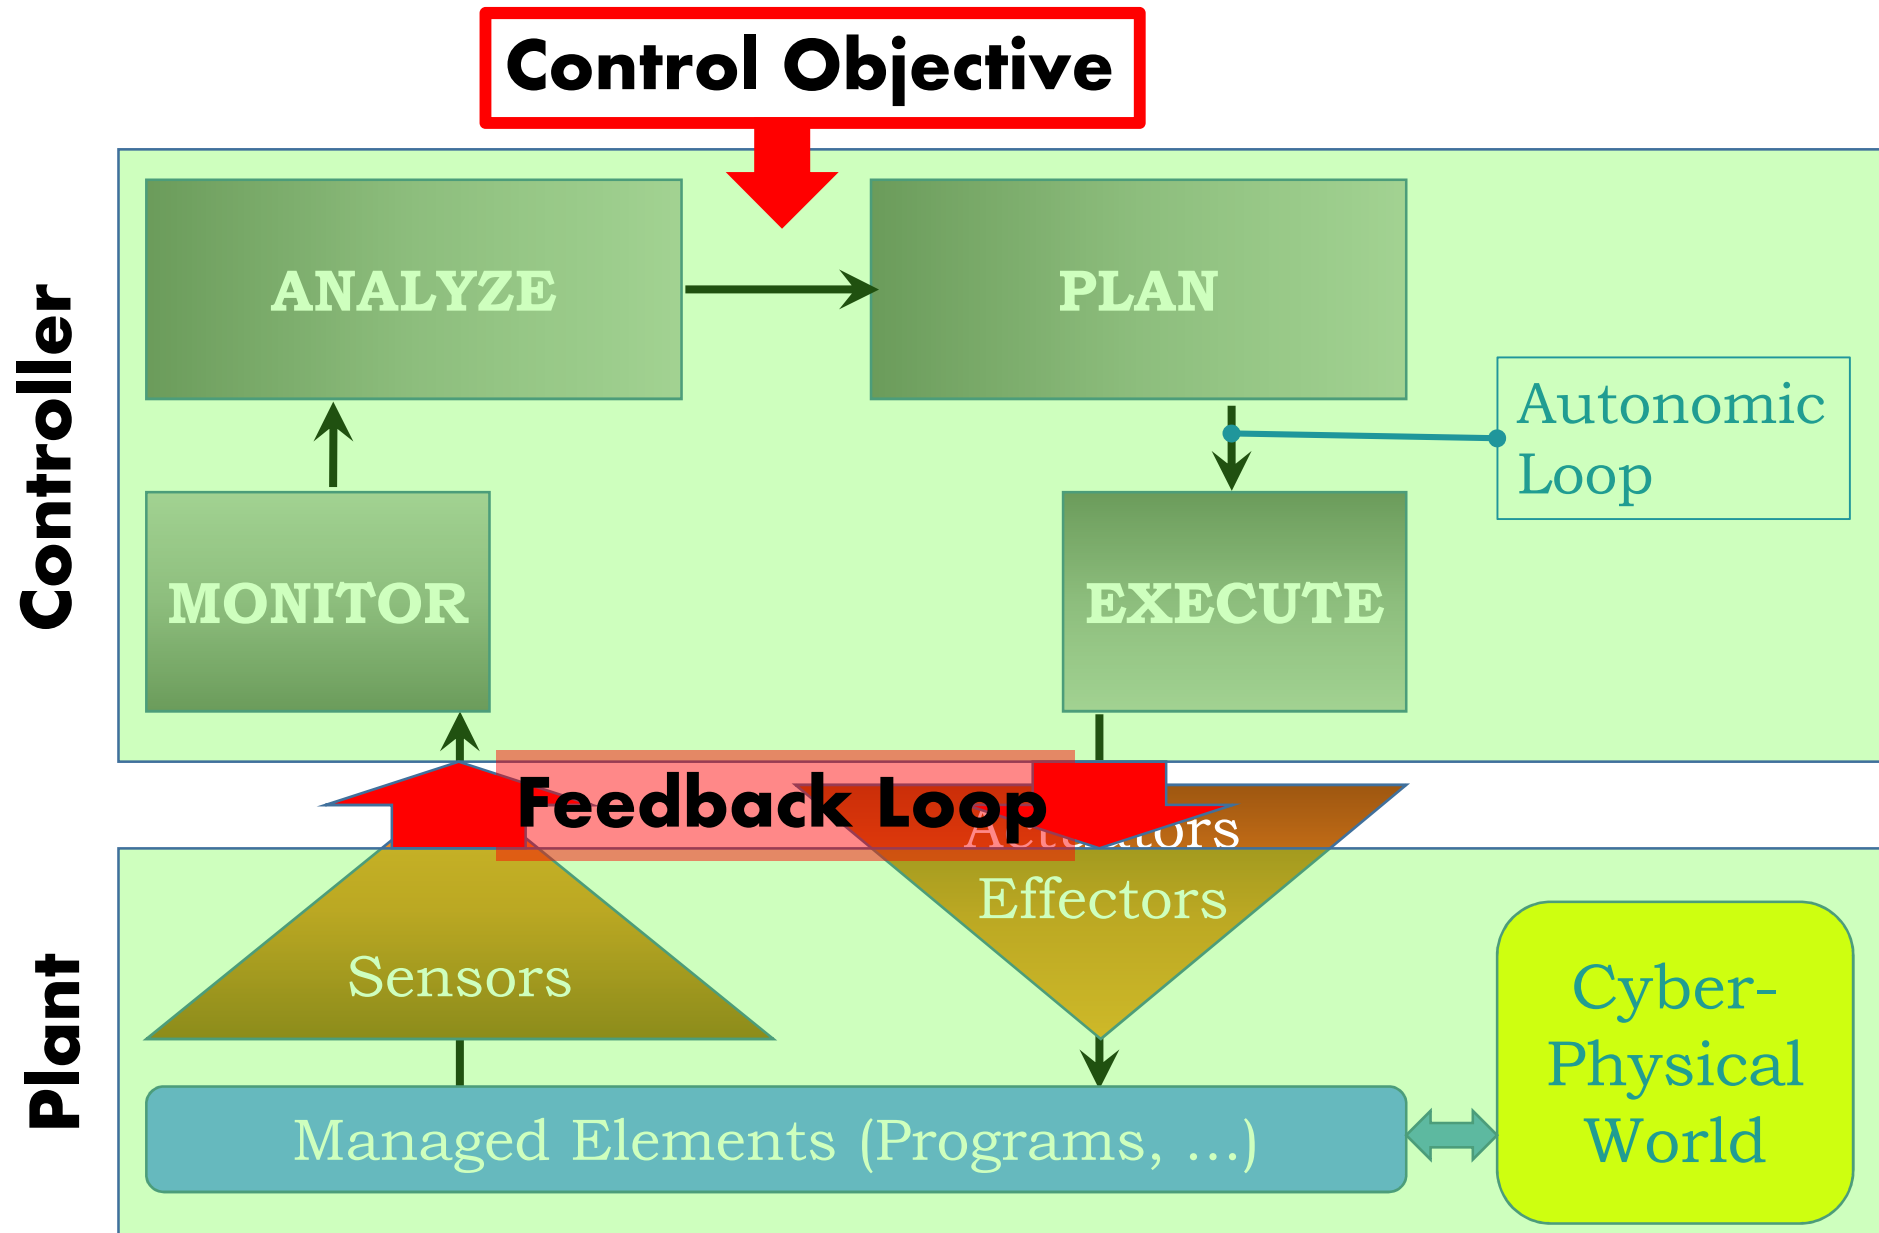 Control Objective
Controller
ANALYZE
PLAN
Autonomic
Loop
MONITOR
EXECUTE
Feedback Loop
Actuators
Effectors
Plant
Sensors
Cyber-
Physical
World
Managed Elements (Programs, ...)